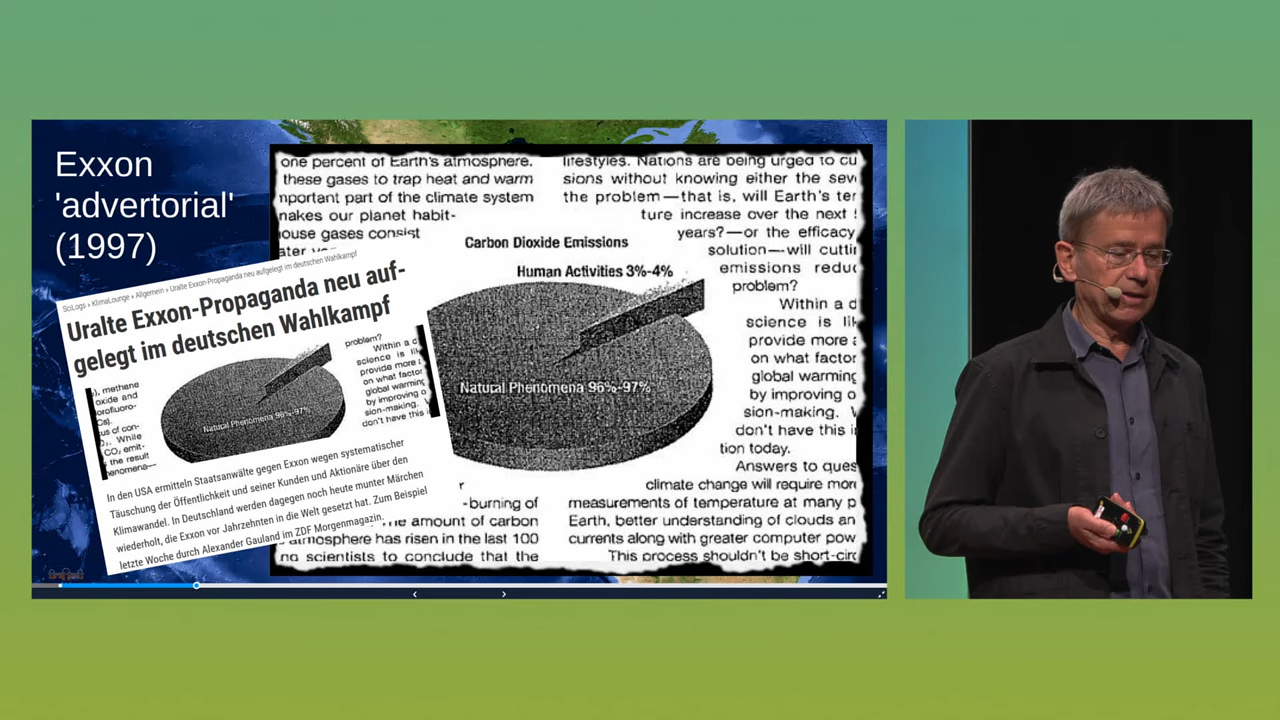 Exxon
'advertorial'
(1997)
one percent of Earth's atmosphere.
these gases to trap heat and warm
mportant part of the climate system
nakes our planet habit-
ouse gases consist
ater
lifestyles. Nations are being urged to cu
sions without knowing either the
the problem—that is, will Earth's
ture increase over the next
years?—or the efficacy
solution—will cutti
emissions
problem?
Within a d
science is
provide more
on what factor
global warming
by improving o
sion-making.
don't have this i
tion today.
Answers to ques
climate change will require more
measurements of temperature at many p
Earth, better understanding of clouds an
currents along with greater computer pow
This process shouldn't be short-circ
Carbon Dioxide Emissions
Human Activities 3%-4%
Natural Phenomena 96%-97%
-burning of
the amount of carbon
atmosphere has risen in the last 100
no scientists to conclude that the
SciLogs » KlimaLounge » Allgemein » Uralte Exxon-Propaganda neu aufgelegt im deutschen Wahlkampf
Uralte Exxon-Propaganda neu auf-
gelegt im deutschen Wahlkampf
), methane
oxide and
orofluoro-
Cs).
us of con-
While
CO₂ emit-
the result
enomena—
Natural Phenomena 96%-97%
problem?
Within a d
science is
provide more
on what factor
global warming
by improving o
sion-making.
don't have this
In den USA ermitteln Staatsanwälte gegen Exxon wegen systematischer
Täuschung der Öffentlichkeit und seiner Kunden und Aktionäre über den
Klimawandel. In Deutschland werden dagegen noch heute munter Märchen
wiederholt, die Exxon vor Jahrzehnten in die Welt gesetzt hat. Zum Beispiel
letzte Woche durch Alexander Gauland im ZDF Morgenmagazin.